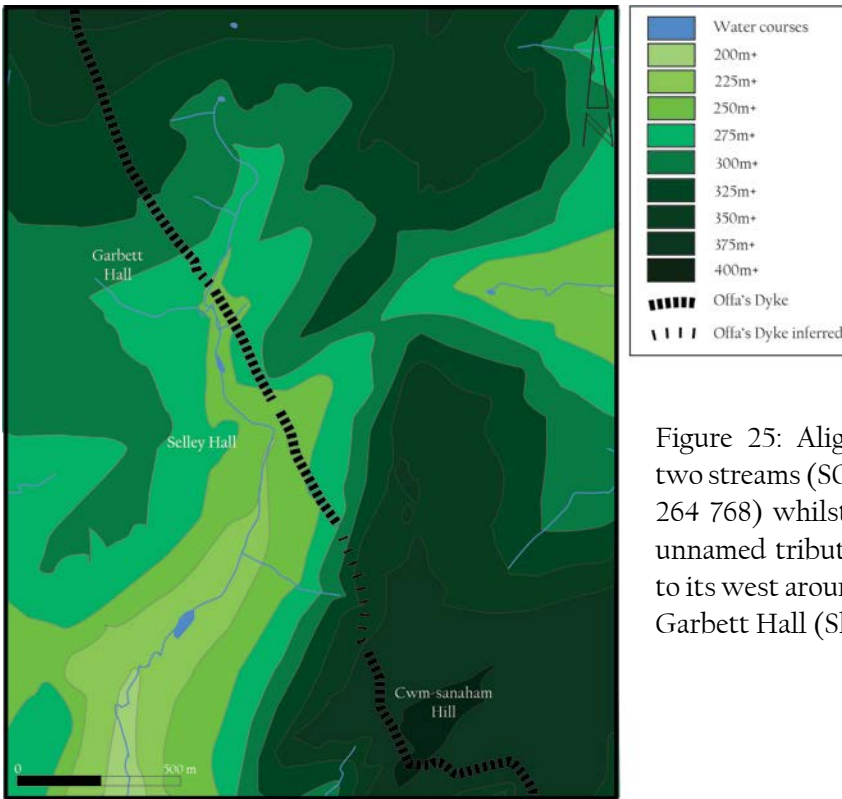 Garbett
Hall
Selley Hall
Cwm-sanaham
Hill
0
500 m
N
Water courses
200m+
225m+
250m+
275m+
300m+
325m+
350m+
375m+
400m+
Offa's Dyke
Offa's Dyke inferred
Figure 25: Alig
two streams (SO
264 768) whilst
unnamed tribut
to its west arour
Garbett Hall (Sl